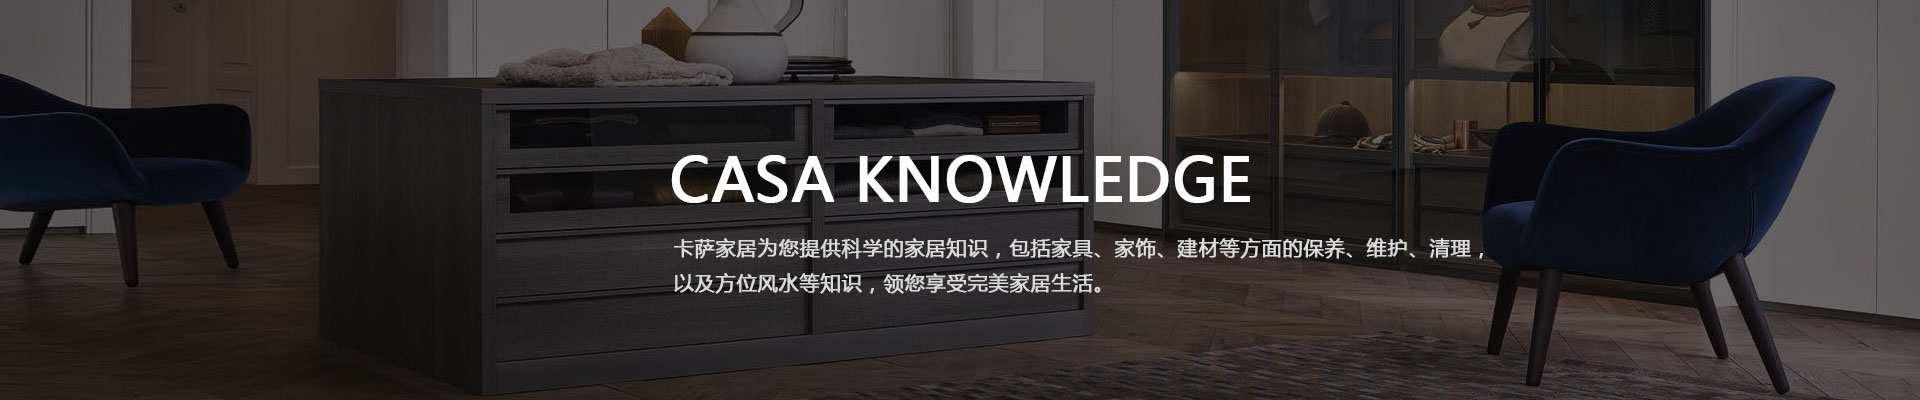 CASA KNOWLEDGE
卡萨家居为您提供科学的家居知识，包括家具、家饰、建材等方面的保养、维护、清理，
以及方位风水等知识，领您享受完美家居生活。